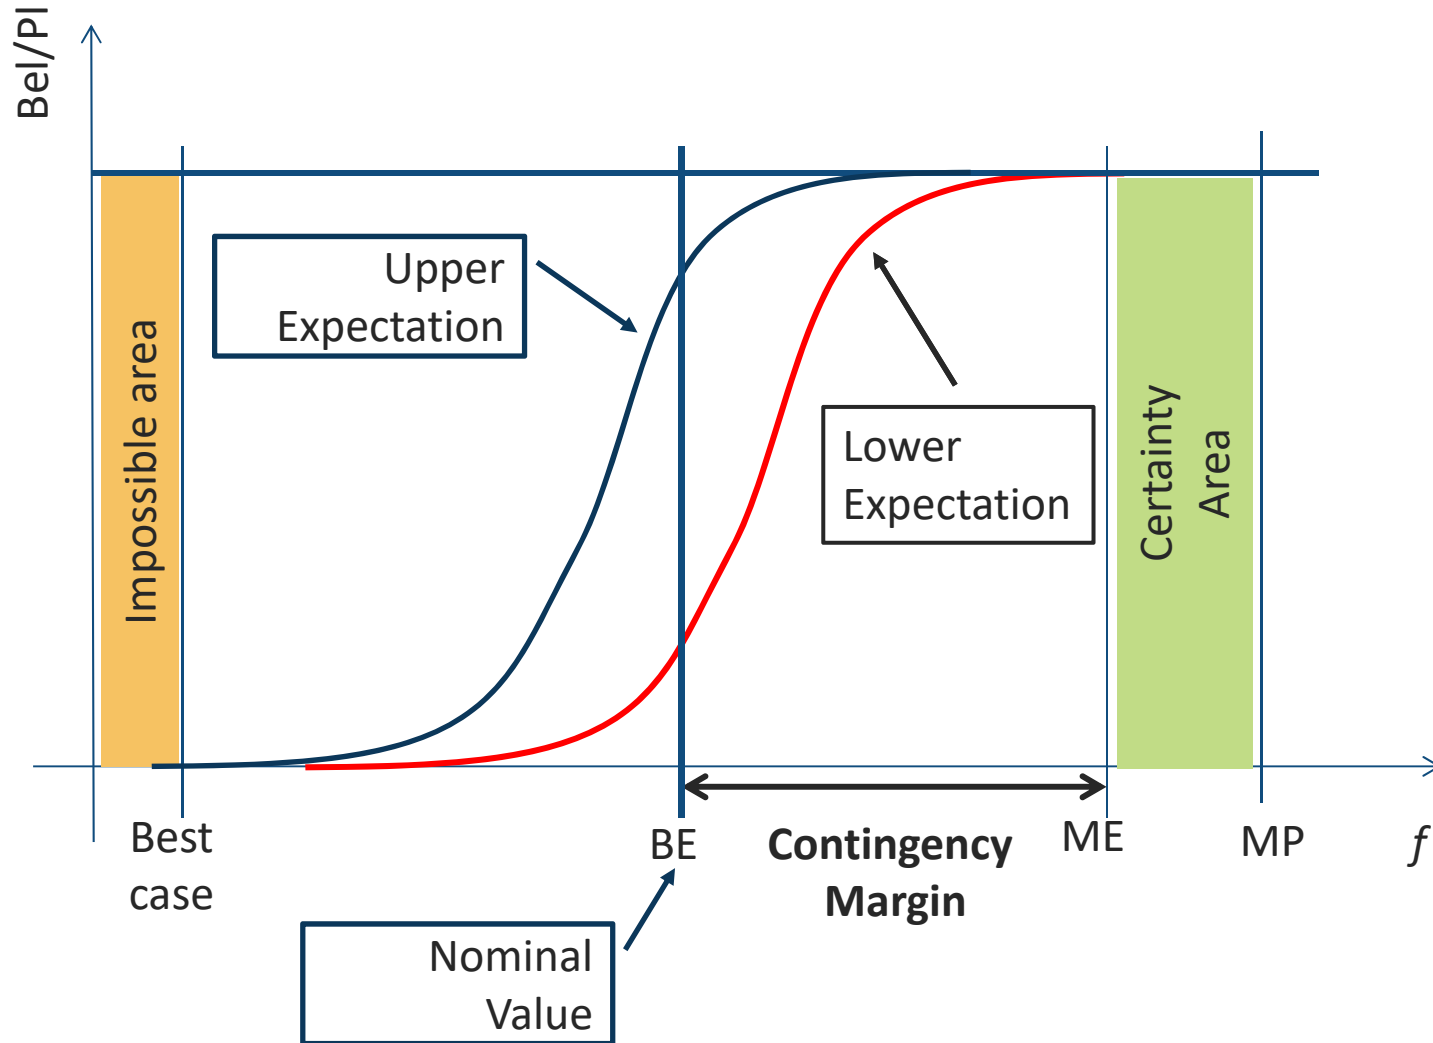 Bel/Pl
Upper
Expectation
Impossible area
Lower
Expectation
Certainty
Area
Best
case
BE
Contingency
Margin
ME
MP
f
Nominal
Value